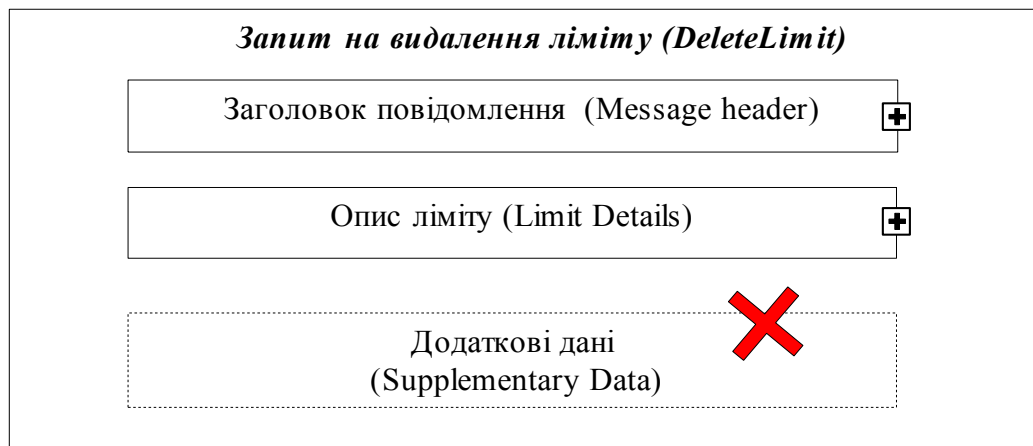 Запит на видалення ліміту (DeleteLimit)
Заголовок повідомлення (Message header)
Опис ліміту (Limit Details)
Додаткові дані
(Supplementary Data)